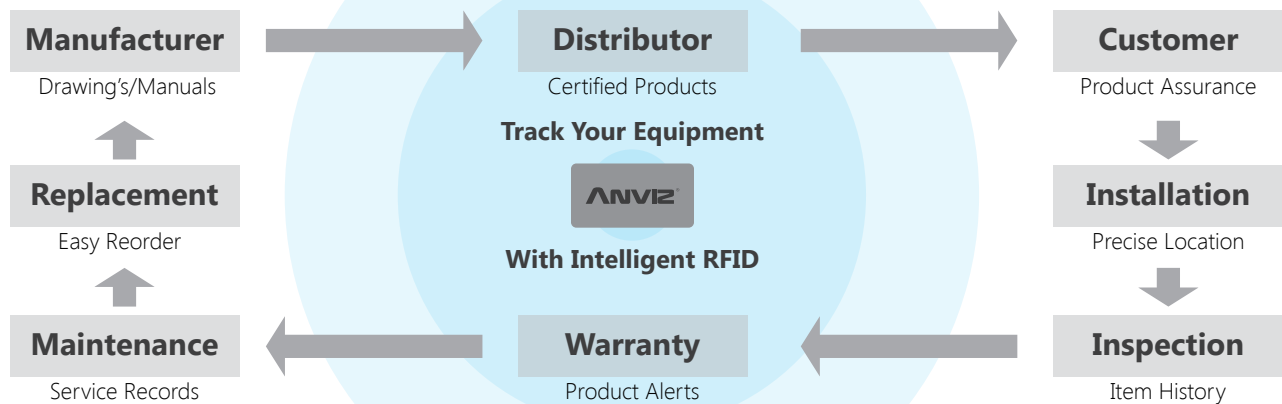 Manufacturer
Drawing's/Manuals
Distributor
Certified Products
Customer
Product Assurance
Track Your Equipment
ANVIZ®
With Intelligent RFID
Replacement
Easy Reorder
Installation
Precise Location
Maintenance
Service Records
Warranty
Product Alerts
Inspection
Item History